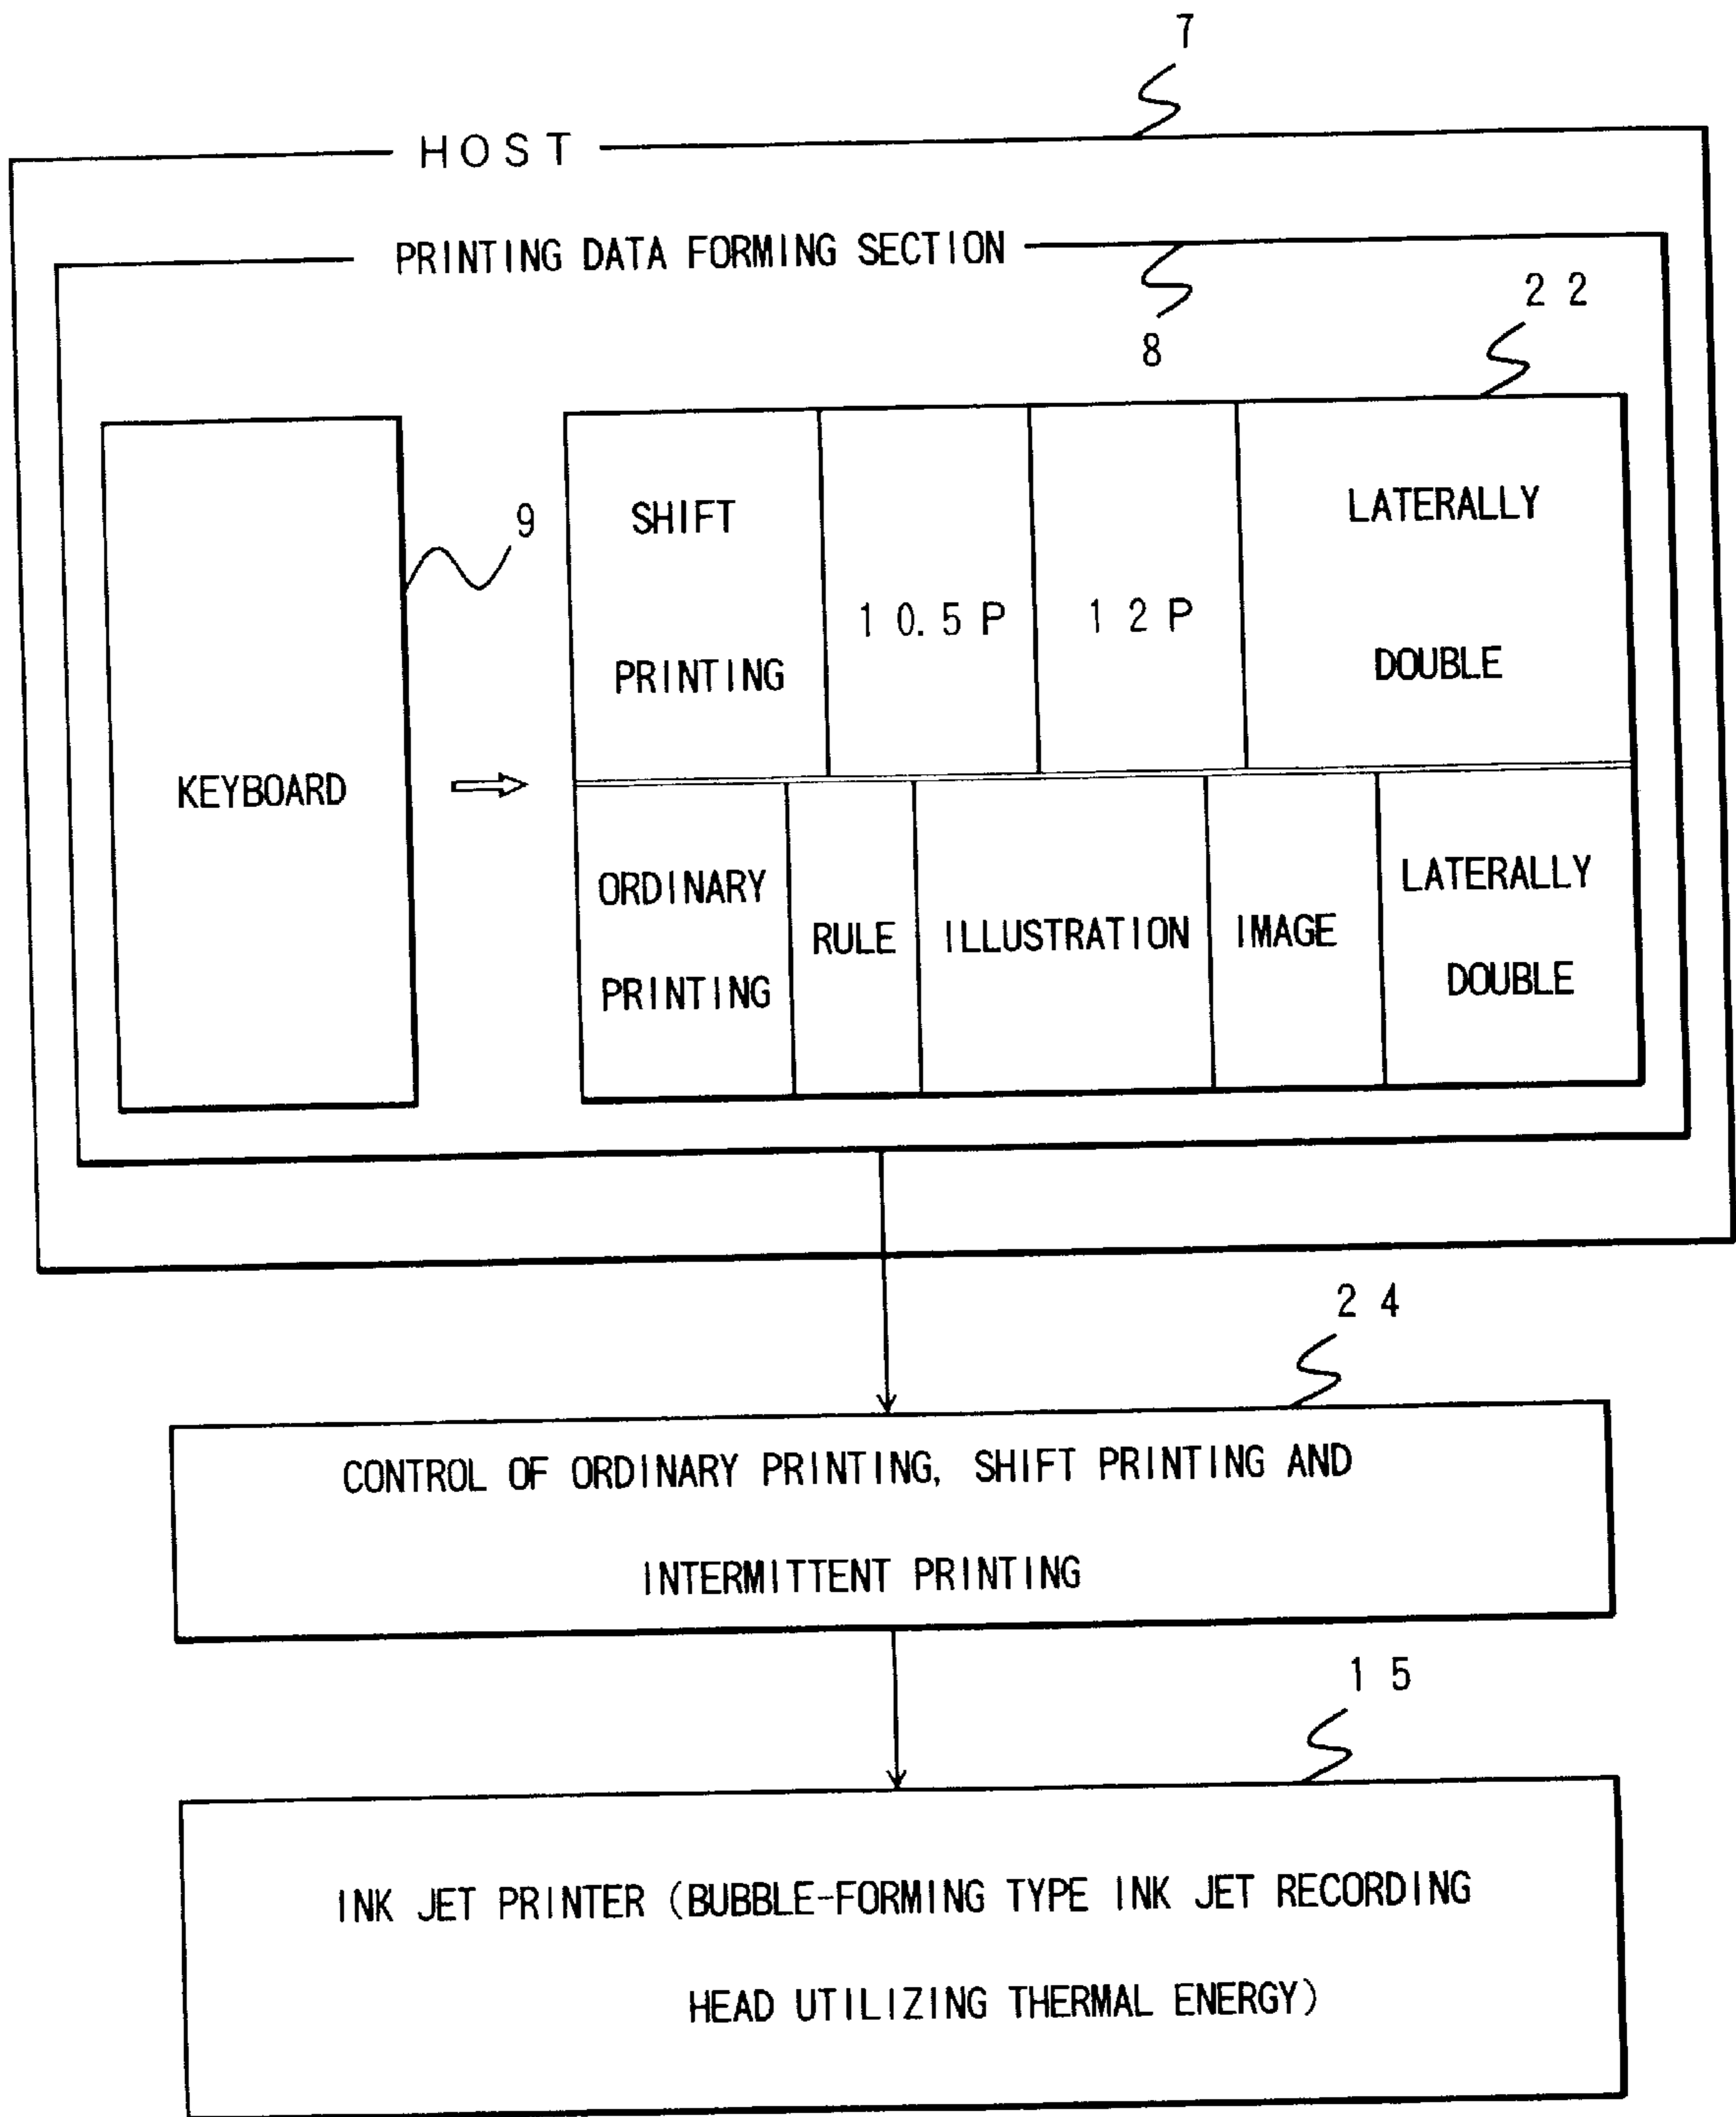 7
HOST
PRINTING DATA FORMING SECTION
8
22
9
KEYBOARD
SHIFT
PRINTING
10.5P
12P
LATERALLY
DOUBLE
ORDINARY
PRINTING
RULE
ILLUSTRATION
IMAGE
LATERALLY
DOUBLE
24
CONTROL OF ORDINARY PRINTING, SHIFT PRINTING AND
INTERMITTENT PRINTING
15
INK JET PRINTER (BUBBLE-FORMING TYPE INK JET RECORDING
HEAD UTILIZING THERMAL ENERGY)